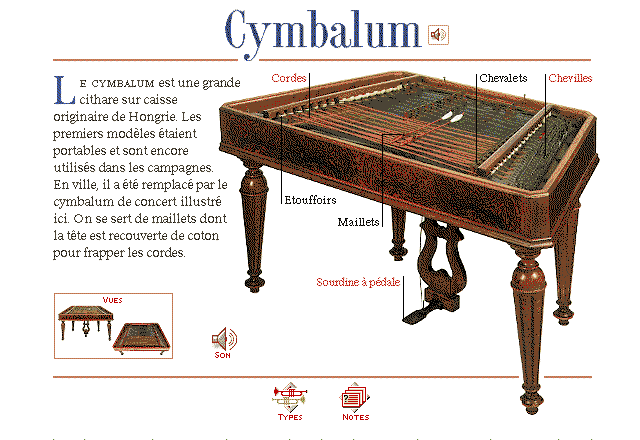 Cymbalum
LE CYMBALUM est une grande
cithare sur caisse
originaire de Hongrie. Les
premiers modèles étaient
portables et sont encore
utilisés dans les campagnes.
En ville, il a été remplacé par le
cymbalum de concert illustré
ici. On se sert de maillets dont
la tête est recouverte de coton
pour frapper les cordes.
Cordes
Chevalets
Chevilles
Etouffoirs
Maillets
Sourdine à pédale
VUES
SON
TYPES
NOTES